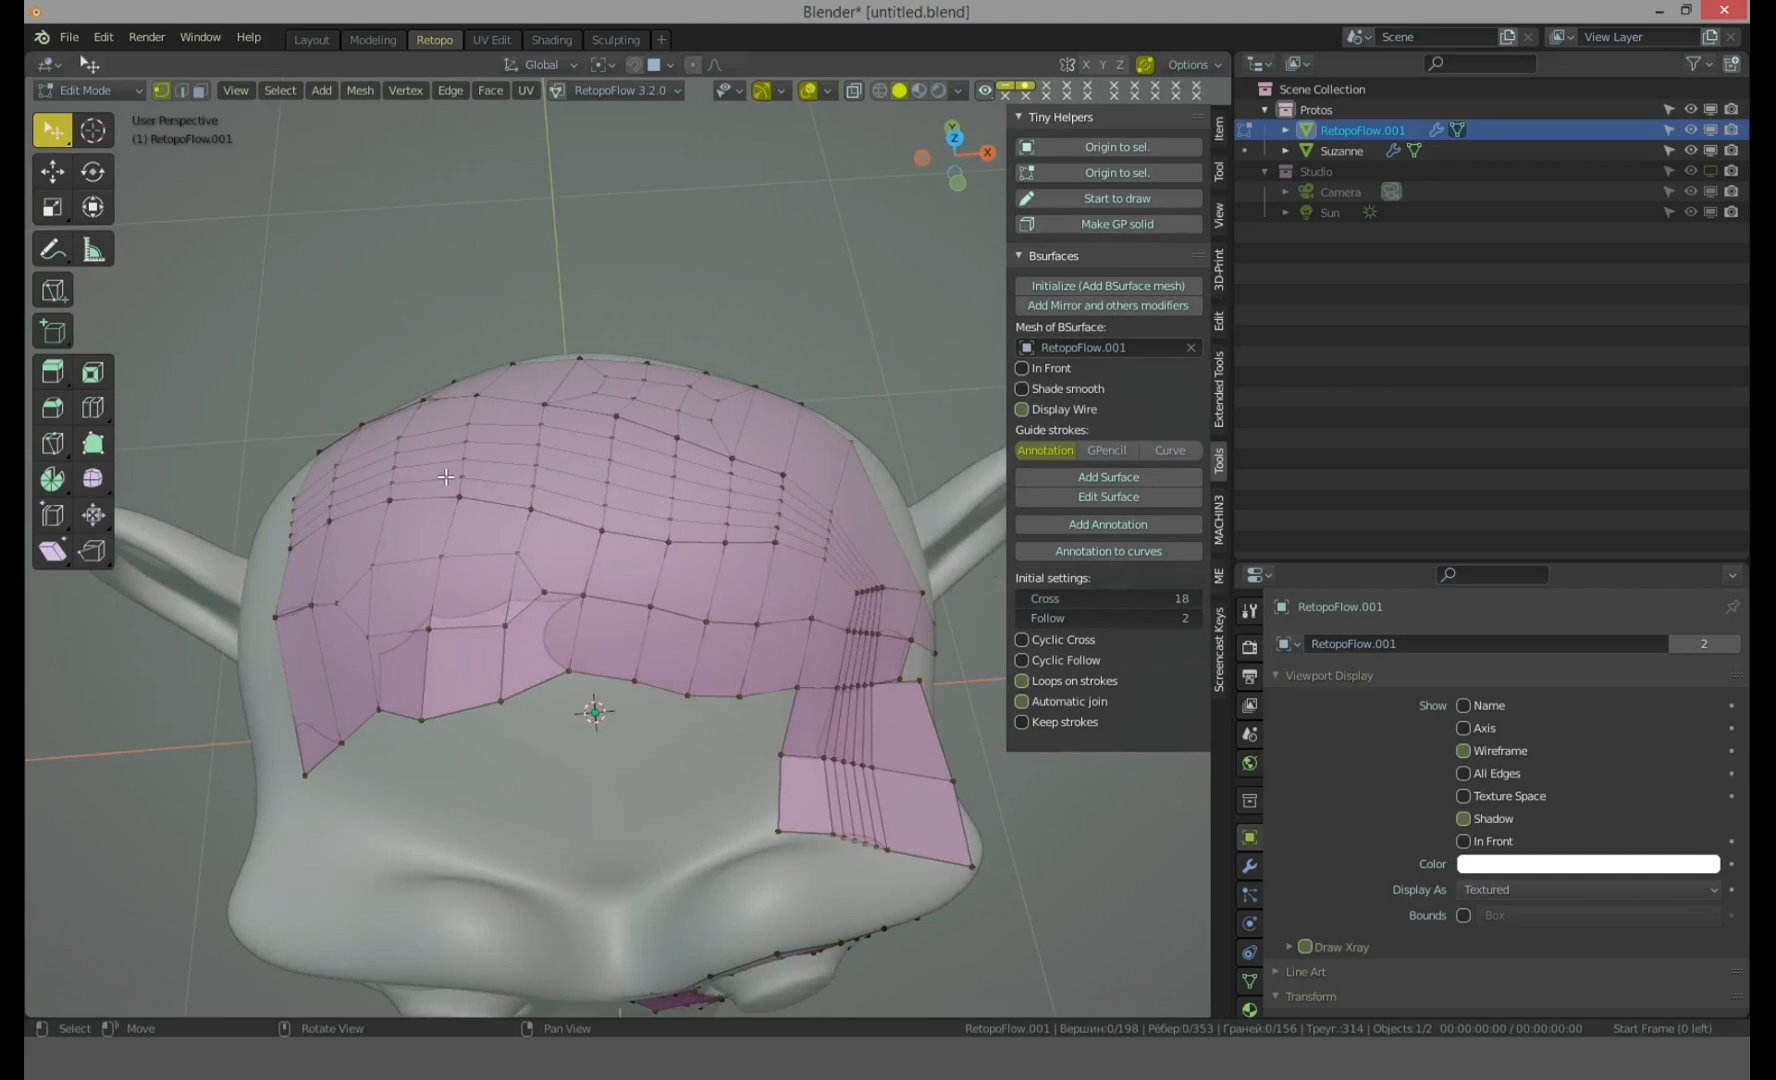 Blender* [untitled.blend]
File Edit Render Window Help Layout Modeling Retopo UV Edit Shading Sculpting + Scene View Layer
Global X Y Z Options
Edit Mode View Select Add Mesh Vertex Edge Face UV RetopoFlow 3.2.0
User Perspective
(1) RetopoFlow.001
Y
Z
X
Tiny Helpers
Origin to sel.
Origin to sel.
Start to draw
Make GP solid
Bsurfaces
Initialize (Add BSurface mesh)
Add Mirror and others modifiers
Mesh of BSurface:
RetopoFlow.001
In Front
Shade smooth
Display Wire
Guide strokes:
Annotation GPencil Curve
Add Surface
Edit Surface
Add Annotation
Annotation to curves
Initial settings:
Cross 18
Follow 2
Cyclic Cross
Cyclic Follow
Loops on strokes
Automatic join
Keep strokes
Item
Tool
View
3D-Print
Edit
Extended Tools
Tools
MACHIN3
ME
Screencast Keys
Scene Collection
Protos
RetopoFlow.001
Suzanne
Studio
Camera
Sun
RetopoFlow.001
RetopoFlow.001 2
Viewport Display
Show Name
Axis
Wireframe
All Edges
Texture Space
Shadow
In Front
Color
Display As Textured
Bounds Box
Draw Xray
Line Art
Transform
Select Move Rotate View Pan View RetopoFlow.001 | Вершин:0/198 | Рёбер:0/353 | Граней:0/156 | Треуг.:314 | Objects:1/2 00:00:00:00 / 00:00:00:00 Start Frame (0 left)